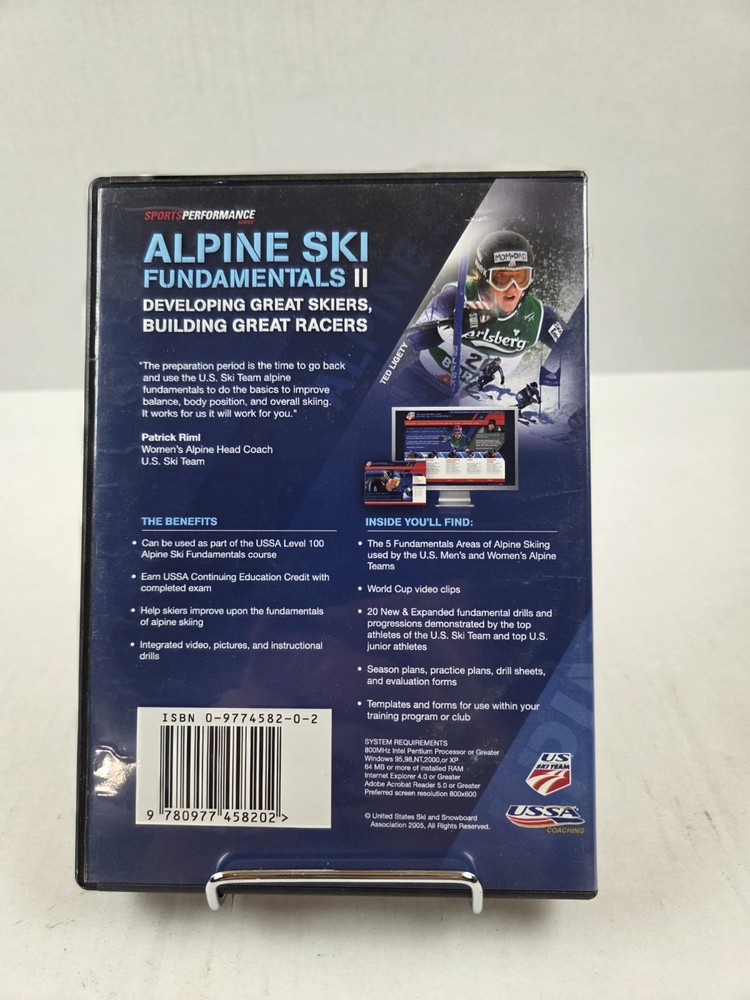 SPORTSPERFORMANCE
SERIES
ALPINE SKI
FUNDAMENTALS II
DEVELOPING GREAT SKIERS,
BUILDING GREAT RACERS
"The preparation period is the time to go back
and use the U.S. Ski Team alpine
fundamentals to do the basics to improve
balance, body position, and overall skiing.
It works for us it will work for you."
Patrick Riml
Women's Alpine Head Coach
U.S. Ski Team
MOM+DAD
arlsberg
2
TED LIGETY
THE BENEFITS
• Can be used as part of the USSA Level 100
Alpine Ski Fundamentals course
• Earn USSA Continuing Education Credit with
completed exam
• Help skiers improve upon the fundamentals
of alpine skiing
• Integrated video, pictures, and instructional
drills
INSIDE YOU'LL FIND:
• The 5 Fundamentals Areas of Alpine Skiing
used by the U.S. Men's and Women's Alpine
Teams
• World Cup video clips
• 20 New & Expanded fundamental drills and
progressions demonstrated by the top
athletes of the U.S. Ski Team and top U.S.
junior athletes
• Season plans, practice plans, drill sheets,
and evaluation forms
• Templates and forms for use within your
training program or club
SYSTEM REQUIREMENTS
800MHz Intel Pentium Processor or Greater
Windows 95,98,NT,2000,or XP
64 MB or more of installed RAM
Internet Explorer 4.0 or Greater
Adobe Acrobat Reader 5.0 or Greater
Preferred screen resolution 800x600
© United States Ski and Snowboard
Association 2005, All Rights Reserved.
ISBN 0-9774582-0-2
9 780977 458202 >
US
SKI TEAM
USSA
COACHING